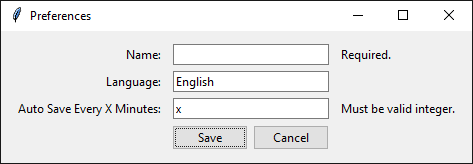 Preferences
Name: Required.
Language: English
Auto Save Every X Minutes: x Must be valid integer.
Save Cancel